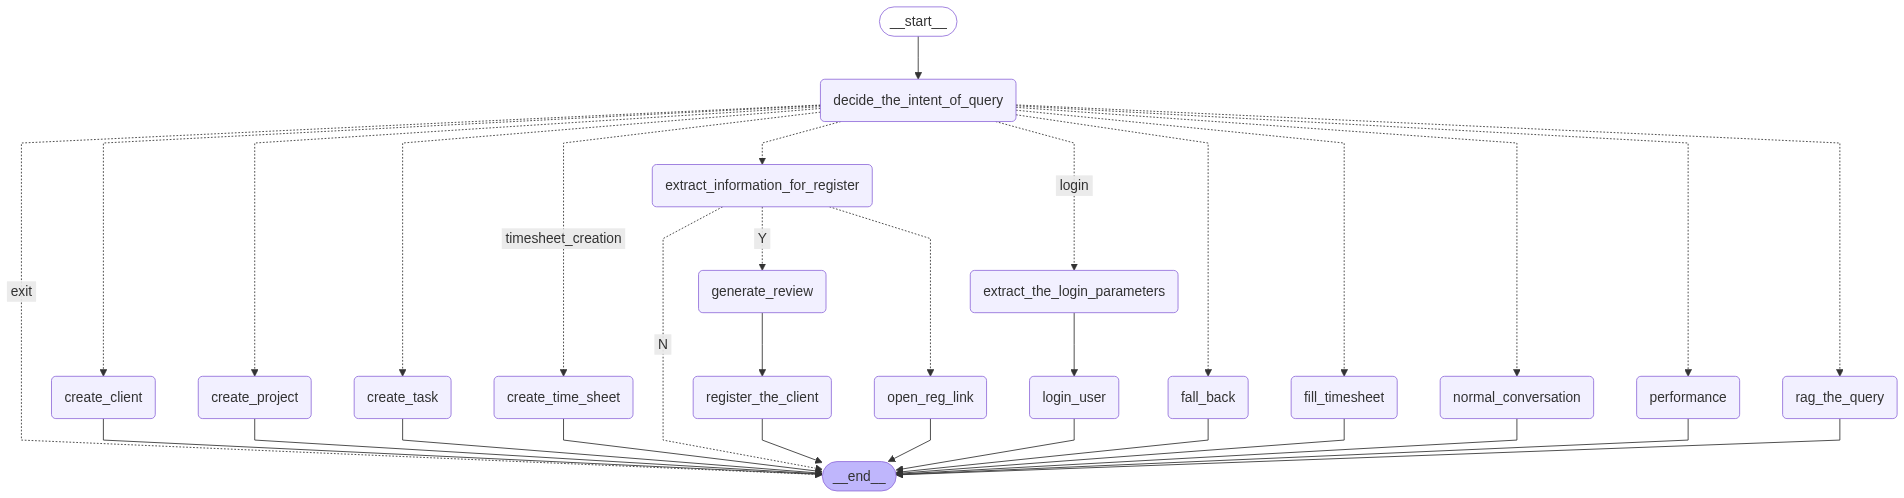 __start__
decide_the_intent_of_query
extract_information_for_register
login
timesheet_creation
Y
exit
generate_review
extract_the_login_parameters
N
create_client
create_project
create_task
create_time_sheet
register_the_client
open_reg_link
login_user
fall_back
fill_timesheet
normal_conversation
performance
rag_the_query
__end__